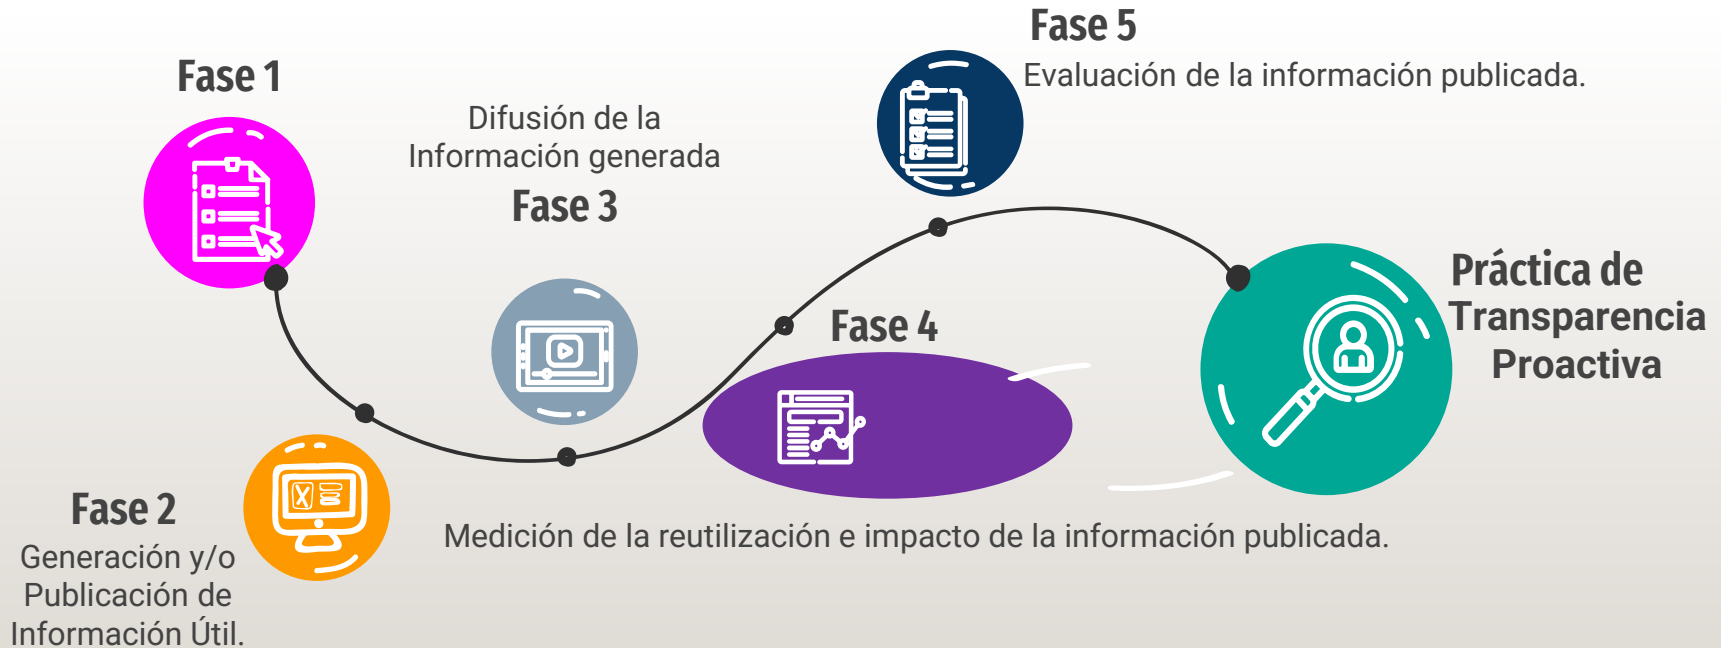 Fase 1
Fase 2
Generación y/o
Publicación de
Información Útil.
Difusión de la
Información generada
Fase 3
Fase 4
Medición de la reutilización e impacto de la información publicada.
Fase 5
Evaluación de la información publicada.
Práctica de
Transparencia
Proactiva